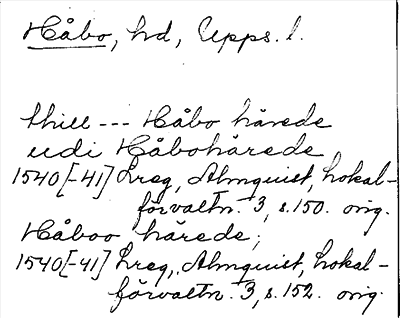 Håbo, hd, Upps. l.
thill --- Håbo härede
udi Håbohärede
1540[-41] Lreg, Almquist, Lokal-
förvaltn. 3, s. 150. orig.
Håboo härede;
1540[-41] Lreg, Almquist, Lokal-
förvaltn. 3, s. 152. orig.